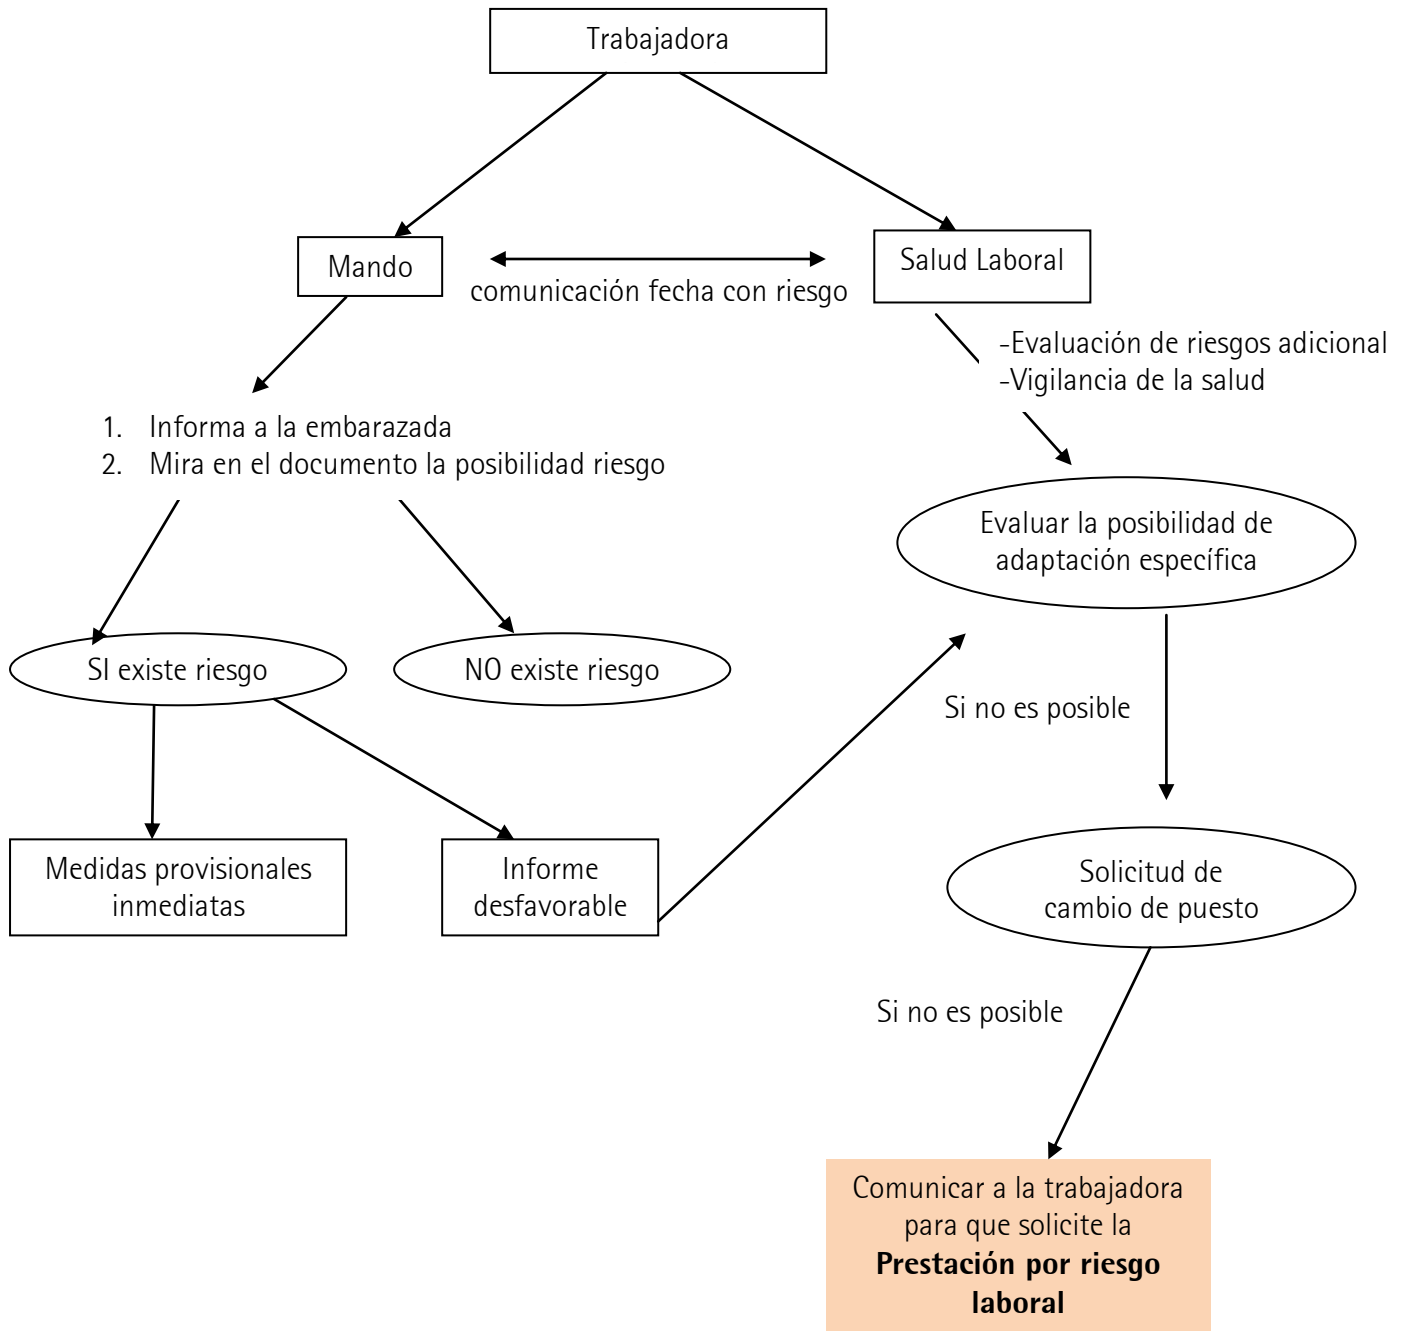 Trabajadora
Mando
Salud Laboral
comunicación fecha con riesgo
-Evaluación de riesgos adicional
-Vigilancia de la salud
1. Informa a la embarazada
2. Mira en el documento la posibilidad riesgo
Evaluar la posibilidad de
adaptación específica
SI existe riesgo
NO existe riesgo
Si no es posible
Medidas provisionales
inmediatas
Informe
desfavorable
Solicitud de
cambio de puesto
Si no es posible
Comunicar a la trabajadora
para que solicite la
Prestación por riesgo
laboral